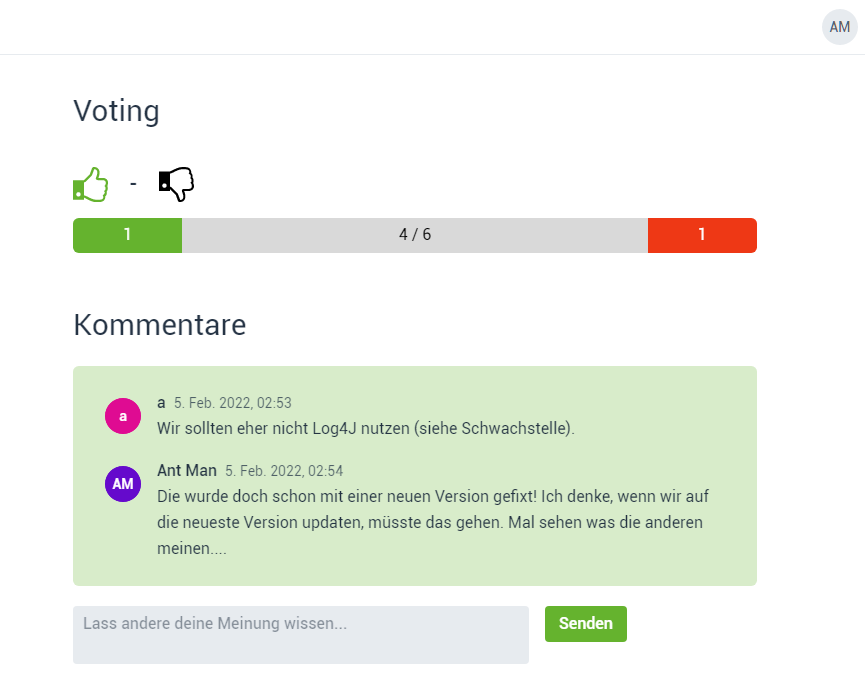 AM
Voting
-
1 4 / 6 1
Kommentare
a a 5. Feb. 2022, 02:53
Wir sollten eher nicht Log4J nutzen (siehe Schwachstelle).
AM Ant Man 5. Feb. 2022, 02:54
Die wurde doch schon mit einer neuen Version gefixt! Ich denke, wenn wir auf
die neueste Version updaten, müsste das gehen. Mal sehen was die anderen
meinen....
Lass andere deine Meinung wissen... Senden